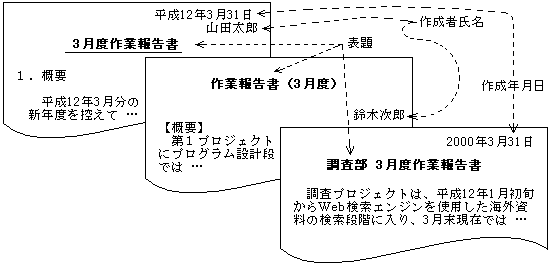 平成12年3月31日
山田太郎
作成者氏名
3月度作業報告書
表題
1．概要
作業報告書（3月度）
作成年月日
平成12年3月分の
新年度を控えて …
鈴木次郎
【概要】
第1プロジェクト
にプログラム設計段
では …
2000年3月31日
調査部 3月度作業報告書
調査プロジェクトは、平成12年1月初旬
からWeb検索エンジンを使用した海外資
料の検索段階に入り、3月末現在では …